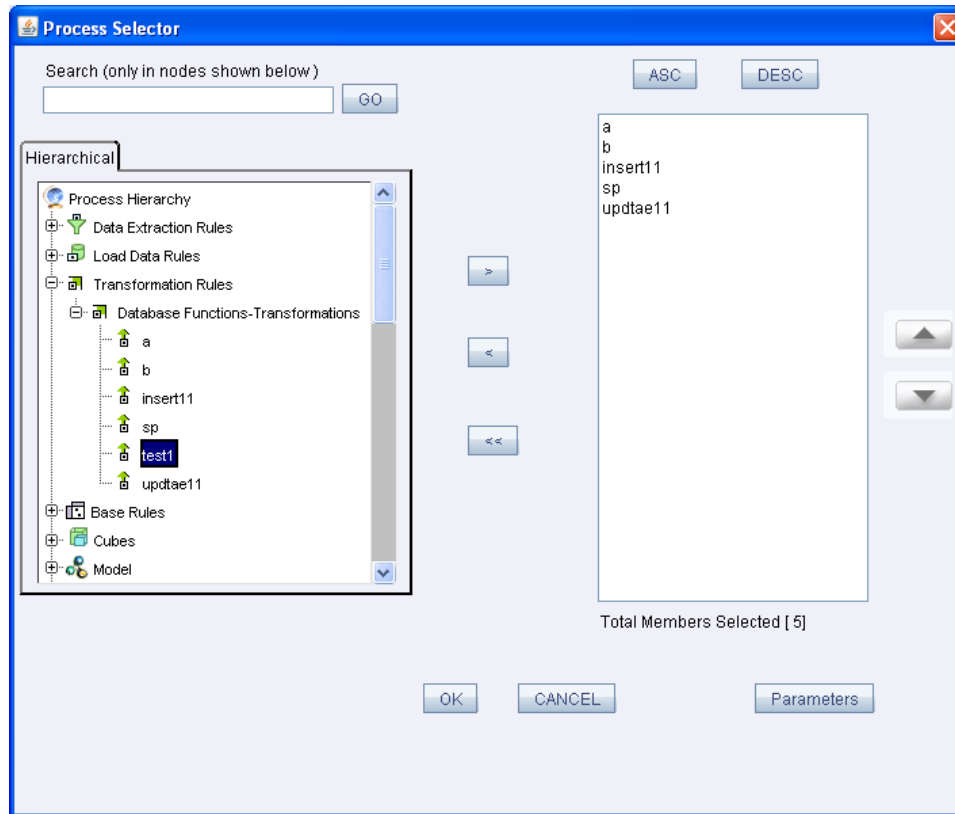 Process Selector
Search (only in nodes shown below)
GO
ASC DESC
Hierarchical
Process Hierarchy
Data Extraction Rules
Load Data Rules
Transformation Rules
Database Functions-Transformations
a
b
insert11
sp
test1
updtae11
Base Rules
Cubes
Model
>
<
<<
a
b
insert11
sp
updtae11
Total Members Selected [ 5]
OK CANCEL Parameters